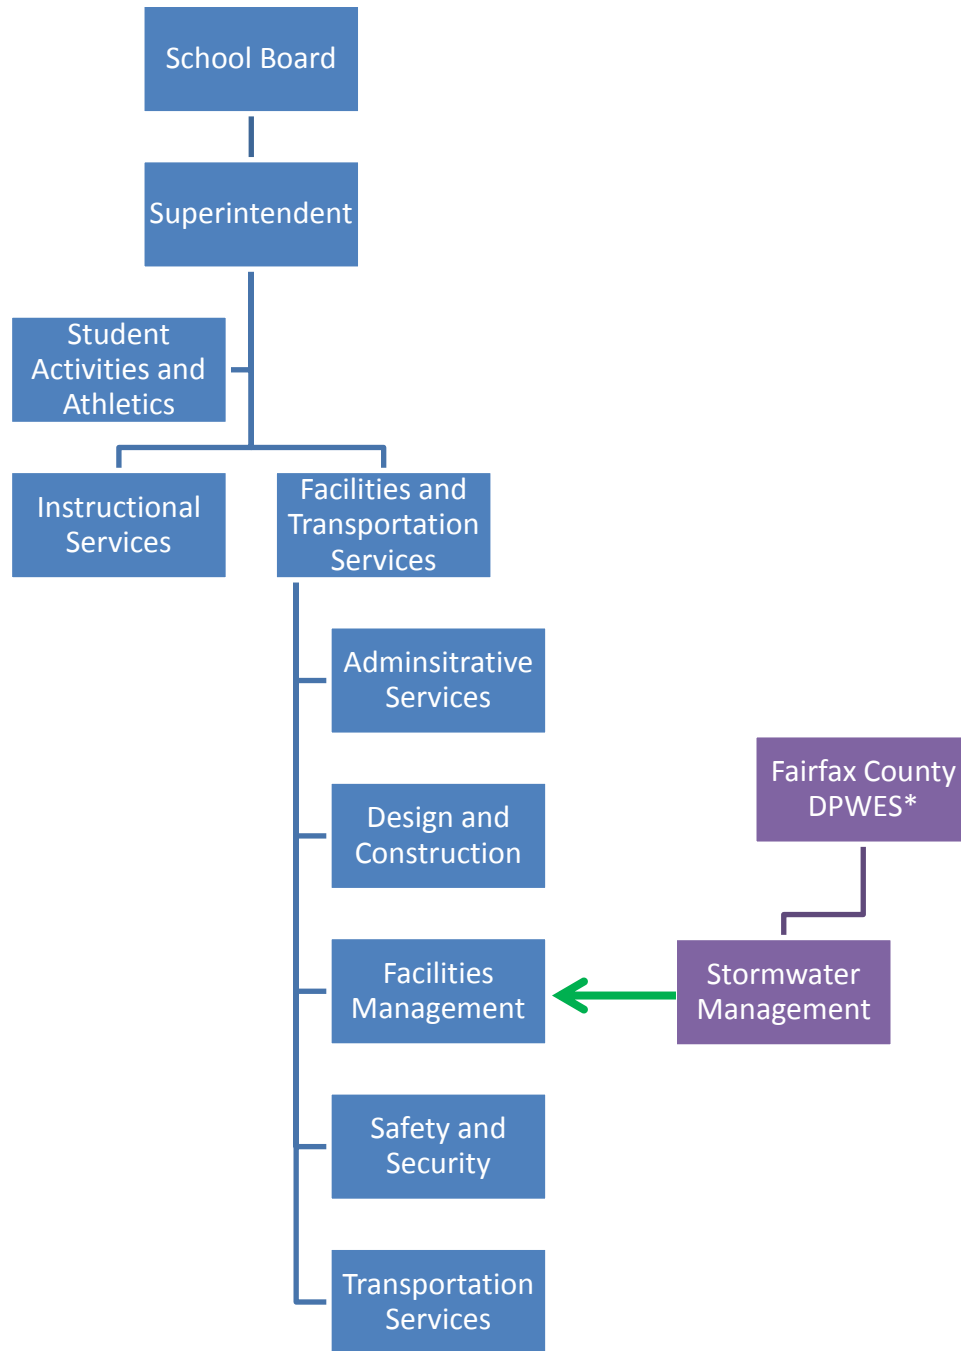 School Board
Superintendent
Student
Activities and
Athletics
Instructional
Services
Facilities and
Transportation
Services
Adminsitrative
Services
Design and
Construction
Facilities
Management
Safety and
Security
Transportation
Services
Fairfax County
DPWES*
Stormwater
Management